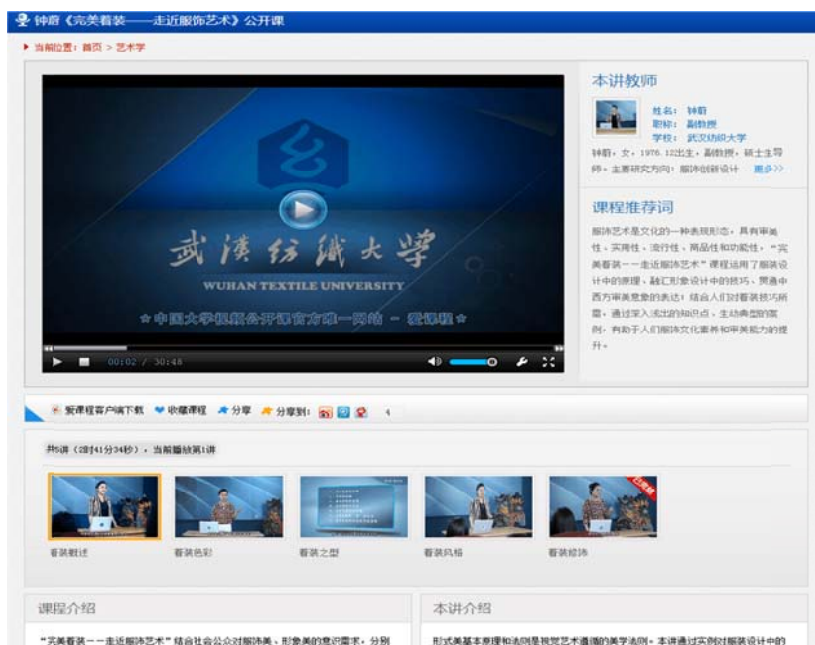 钟蔚《完美着装——走近服饰艺术》公开课
当前位置：首页 > 艺术学
武汉纺织大学
WUHAN TEXTILE UNIVERSITY
☆中国大学视频公开课官方唯一网站 - 爱课程☆
00:02 / 30:48
本讲教师
姓名： 钟蔚
职称： 副教授
学校： 武汉纺织大学
钟蔚，女，1976.12出生，副教授，硕士生导
师。主要研究方向：服饰创新设计 更多>>
课程推荐词
服饰艺术是文化的一种表现形态，具有审美
性、实用性、流行性、商品性和功能性，“完
美着装--走近服饰艺术”课程运用了服装设
计中的原理、融汇形象设计中的技巧、贯通中
西方审美意象的表达；结合人们对着装技巧所
需，通过深入浅出的知识点、生动典型的案
例，有助于人们服饰文化素养和审美能力的提
升。
爱课程客户端下载 收藏课程 分享 分享到： 4
共5讲（2时41分34秒），当前播放第1讲
已完结
着装概述 着装色彩 着装之型 着装风格 着装修饰
课程介绍
“完美着装--走近服饰艺术”结合社会公众对服饰美、形象美的意识需求，分别
本讲介绍
形式美基本原理和法则是视觉艺术遵循的美学法则。本讲通过实例对服装设计中的